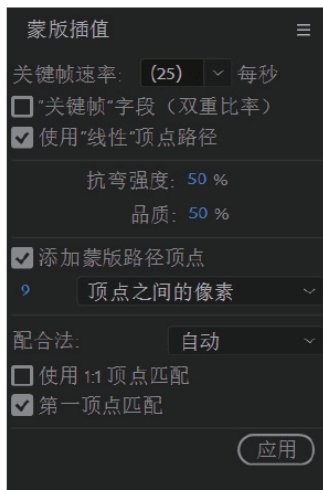 蒙版插值
关键帧速率: (25) 每秒
"关键帧"字段（双重比率）
使用"线性"顶点路径
抗弯强度: 50 %
品质: 50 %
添加蒙版路径顶点
9 顶点之间的像素
配合法: 自动
使用 1:1 顶点匹配
第一顶点匹配
应用